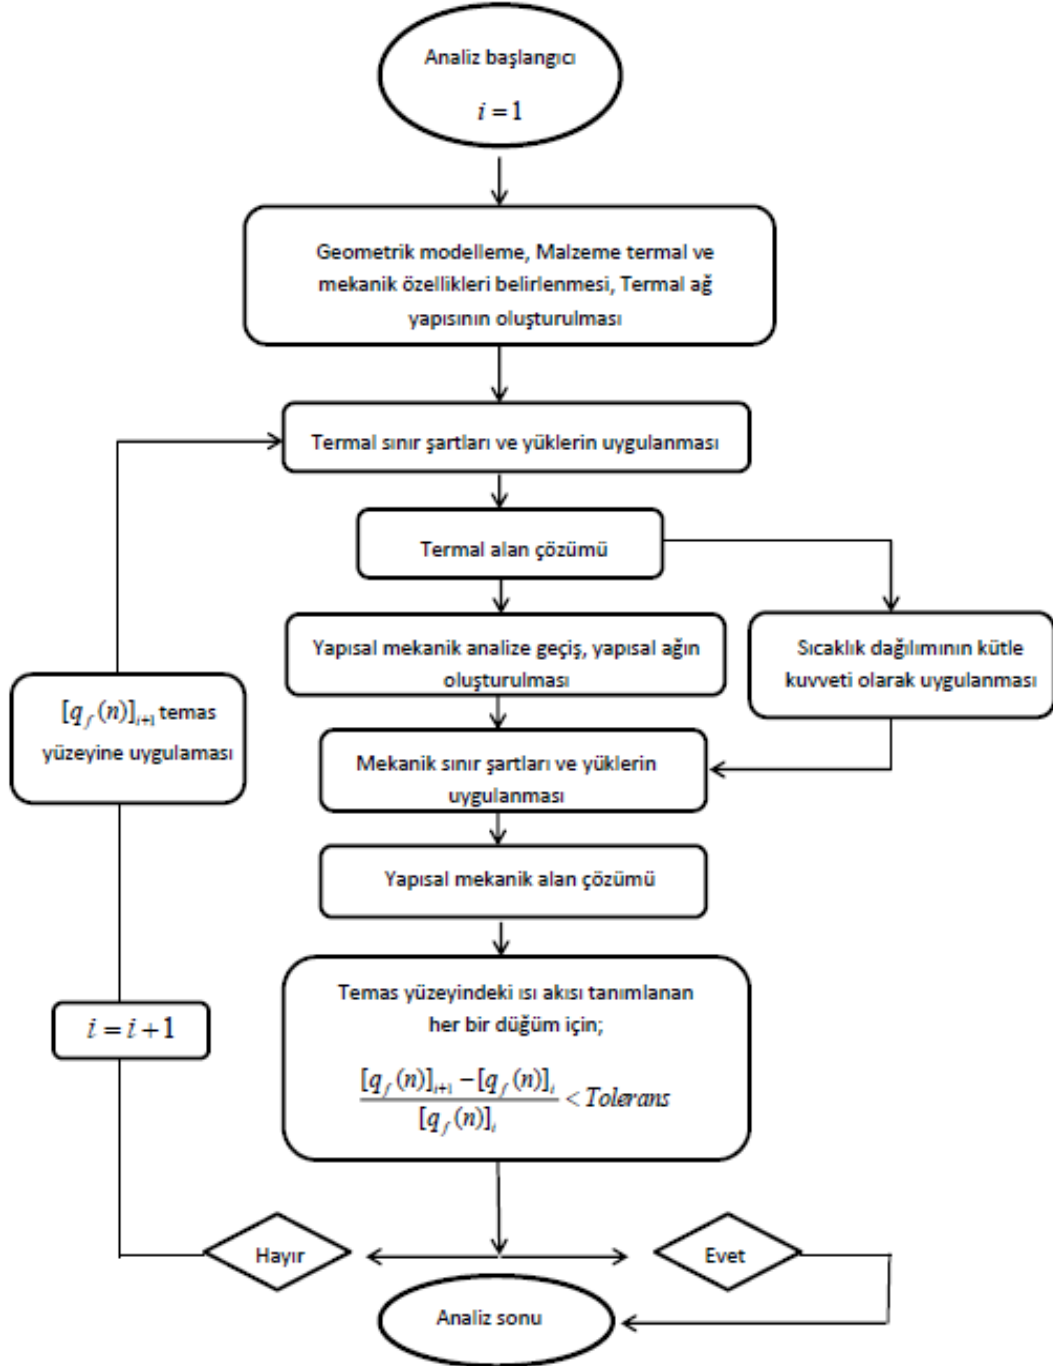 Analiz başlangıcı
i = 1
Geometrik modelleme, Malzeme termal ve
mekanik özellikleri belirlenmesi, Termal ağ
yapısının oluşturulması
Termal sınır şartları ve yüklerin uygulanması
Termal alan çözümü
Yapısal mekanik analize geçiş, yapısal ağın
oluşturulması
Sıcaklık dağılımının kütle
kuvveti olarak uygulanması
[q_f(n)]_{i+1} temas
yüzeyine uygulaması
Mekanik sınır şartları ve yüklerin
uygulanması
Yapısal mekanik alan çözümü
Temas yüzeyindeki ısı akısı tanımlanan
her bir düğüm için;
\frac{[q_f(n)]_{i+1} - [q_f(n)]_i}{[q_f(n)]_i} < Tolerans
i = i + 1
Hayır
Evet
Analiz sonu